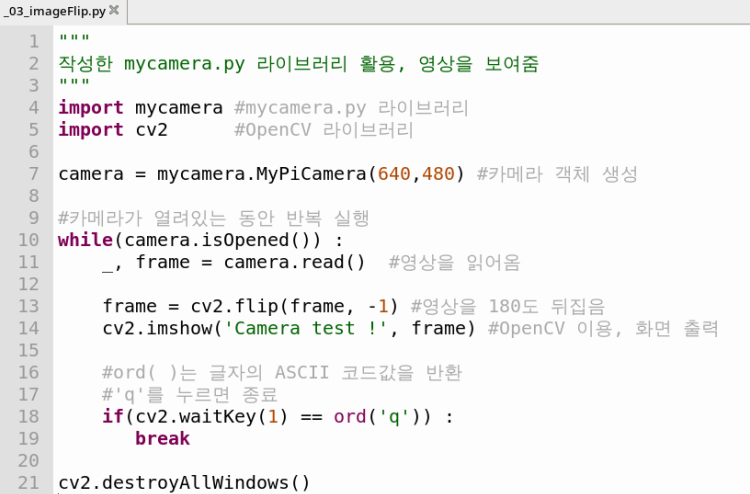 _03_imageFlip.py
1 """
2 작성한 mycamera.py 라이브러리 활용, 영상을 보여줌
3 """
4 import mycamera #mycamera.py 라이브러리
5 import cv2      #OpenCV 라이브러리
6
7 camera = mycamera.MyPiCamera(640,480) #카메라 객체 생성
8
9 #카메라가 열려있는 동안 반복 실행
10 while(camera.isOpened()) :
11     _, frame = camera.read()  #영상을 읽어옴
12
13     frame = cv2.flip(frame, -1) #영상을 180도 뒤집음
14     cv2.imshow('Camera test !', frame) #OpenCV 이용, 화면 출력
15
16     #ord( )는 글자의 ASCII 코드값을 반환
17     #'q'를 누르면 종료
18     if(cv2.waitKey(1) == ord('q')) :
19        break
20
21 cv2.destroyAllWindows()